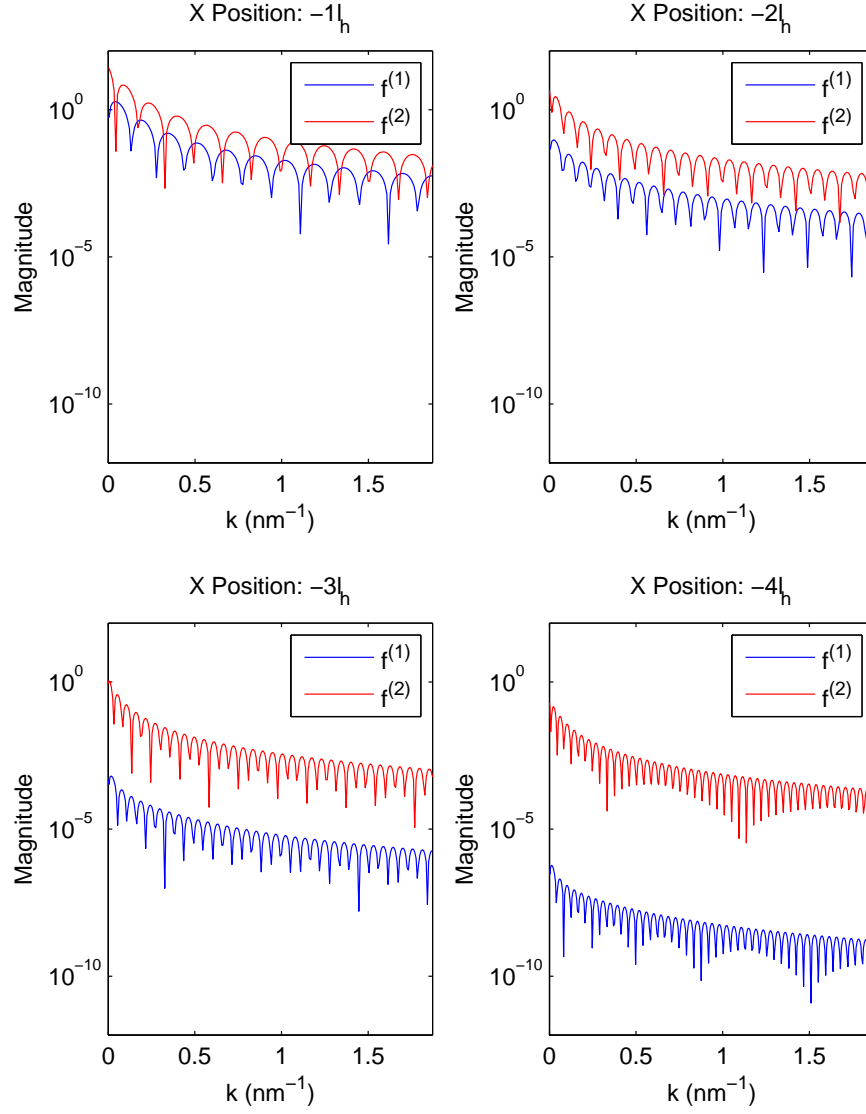 X Position: −1l_h
10^0
10^−5
10^−10
Magnitude
0 0.5 1 1.5
k (nm^−1)
f^(1)
f^(2)
X Position: −2l_h
10^0
10^−5
10^−10
Magnitude
0 0.5 1 1.5
k (nm^−1)
f^(1)
f^(2)
X Position: −3l_h
10^0
10^−5
10^−10
Magnitude
0 0.5 1 1.5
k (nm^−1)
f^(1)
f^(2)
X Position: −4l_h
10^0
10^−5
10^−10
Magnitude
0 0.5 1 1.5
k (nm^−1)
f^(1)
f^(2)